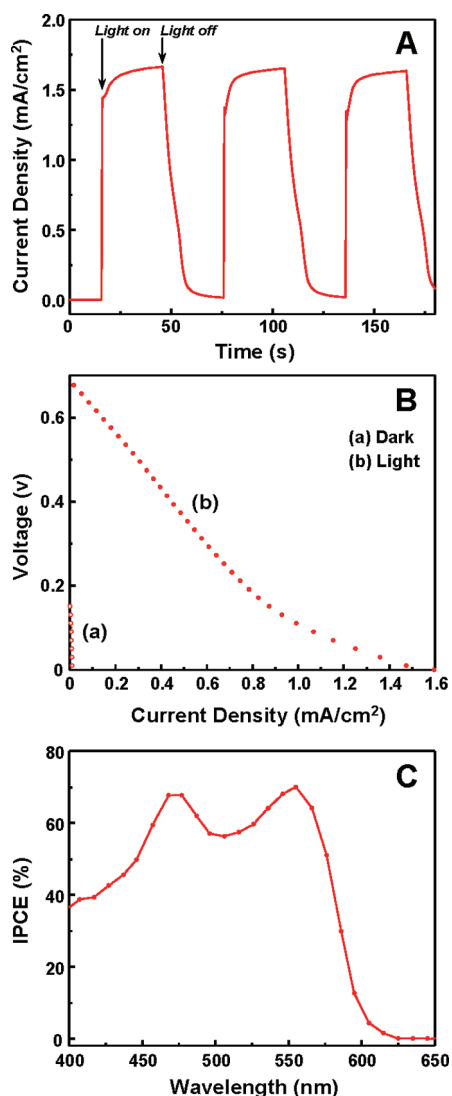 Light on Light off
A
2.0
1.5
1.0
0.5
0.0
Current Density (mA/cm²)
0 50 100 150
Time (s)
B
(a) Dark
(b) Light
0.6
0.4
0.2
0
Voltage (v)
(b)
(a)
0 0.2 0.4 0.6 0.8 1.0 1.2 1.4 1.6
Current Density (mA/cm²)
C
80
60
40
20
0
IPCE (%)
400 450 500 550 600 650
Wavelength (nm)